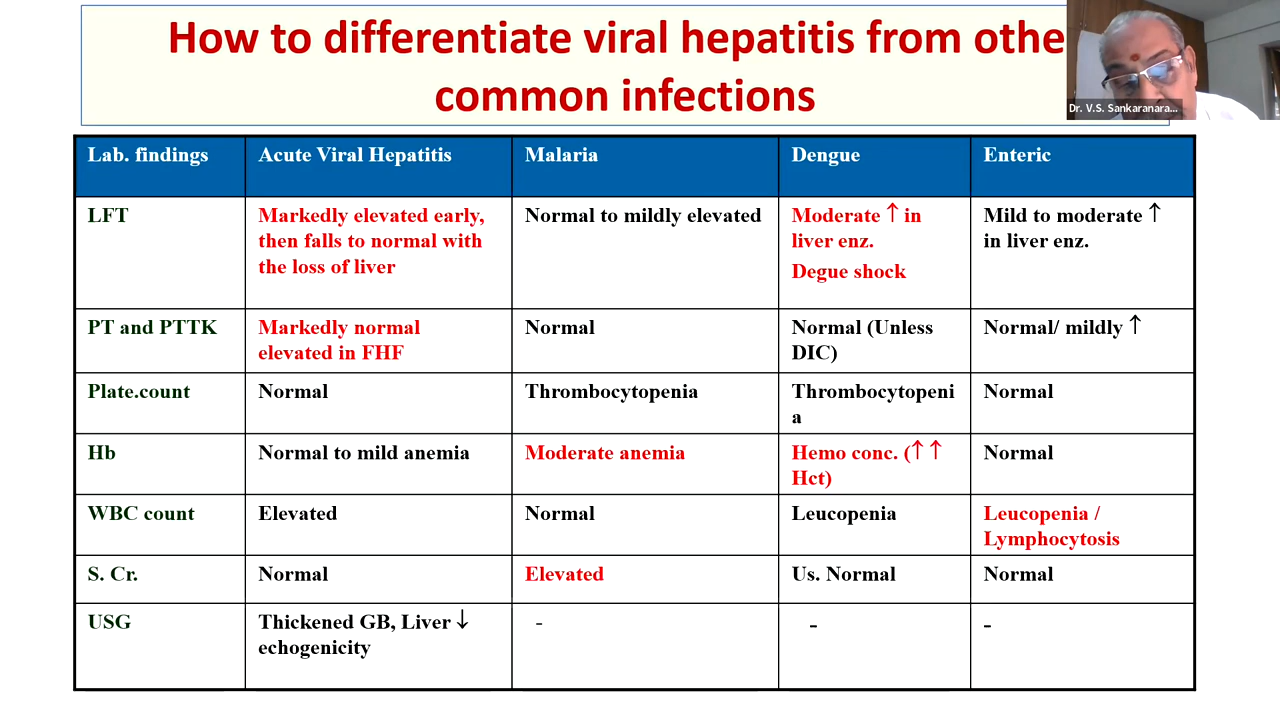 How to differentiate viral hepatitis from othe
common infections
Dr. V.S. Sankaranara...
Lab. findings
Acute Viral Hepatitis
Malaria
Dengue
Enteric
LFT
Markedly elevated early,
then falls to normal with
the loss of liver
Normal to mildly elevated
Moderate ↑ in
liver enz.
Degue shock
Mild to moderate ↑
in liver enz.
PT and PTTK
Markedly normal
elevated in FHF
Normal
Normal (Unless
DIC)
Normal/ mildly ↑
Plate.count
Normal
Thrombocytopenia
Thrombocytopeni
a
Normal
Hb
Normal to mild anemia
Moderate anemia
Hemo conc. (↑ ↑
Hct)
Normal
WBC count
Elevated
Normal
Leucopenia
Leucopenia /
Lymphocytosis
S. Cr.
Normal
Elevated
Us. Normal
Normal
USG
Thickened GB, Liver ↓
echogenicity
-
-
-